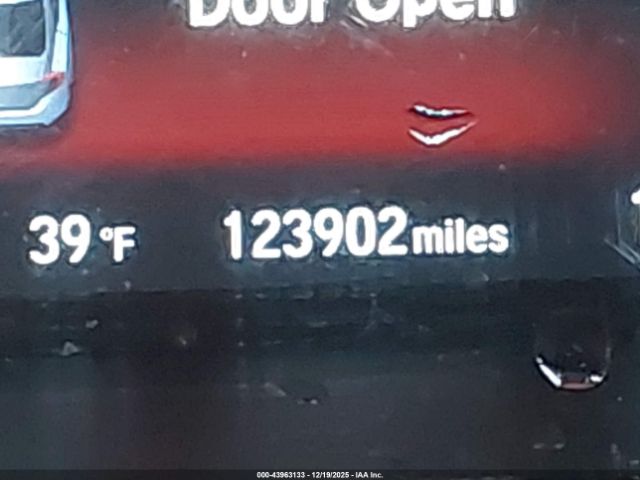 Door Open
39 °F 123902 miles
000-43963133 - 12/19/2025 - IAA Inc.